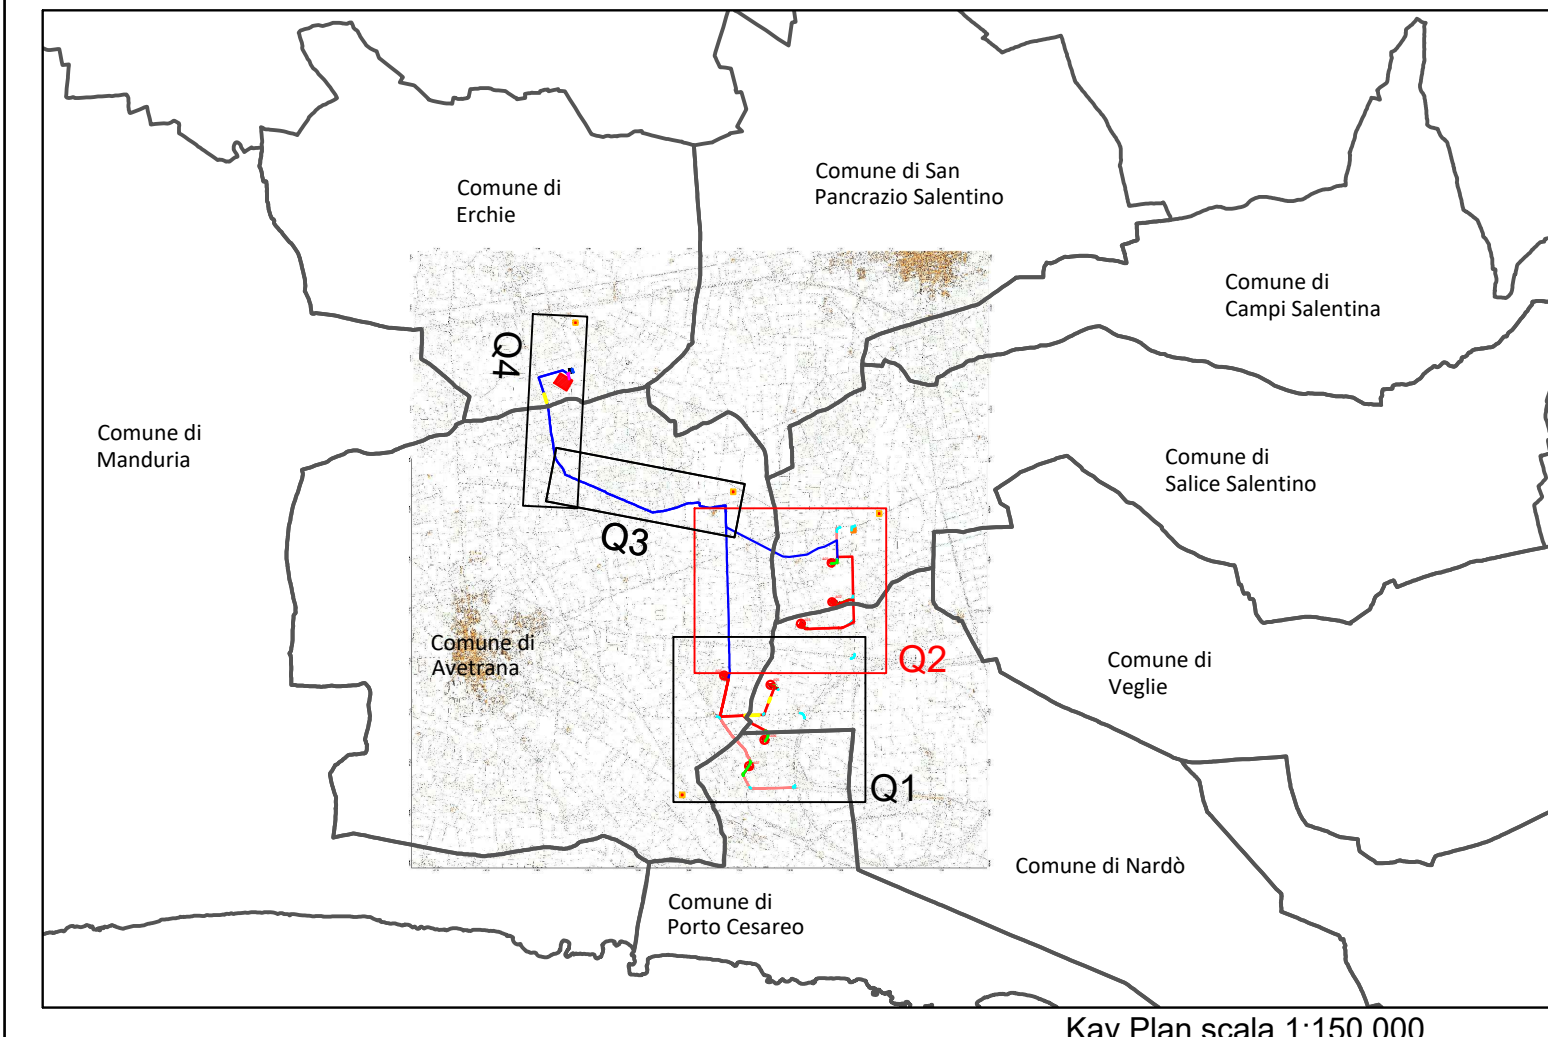 Comune di San
Pancrazio Salentino
Comune di
Erchie
Comune di
Campi Salentina
Q4
Comune di
Manduria
Comune di
Salice Salentino
Q3
Comune di
Avetrana
Q2
Comune di
Veglie
Q1
Comune di Nardò
Comune di
Porto Cesareo
Kay Plan scala 1:150.000